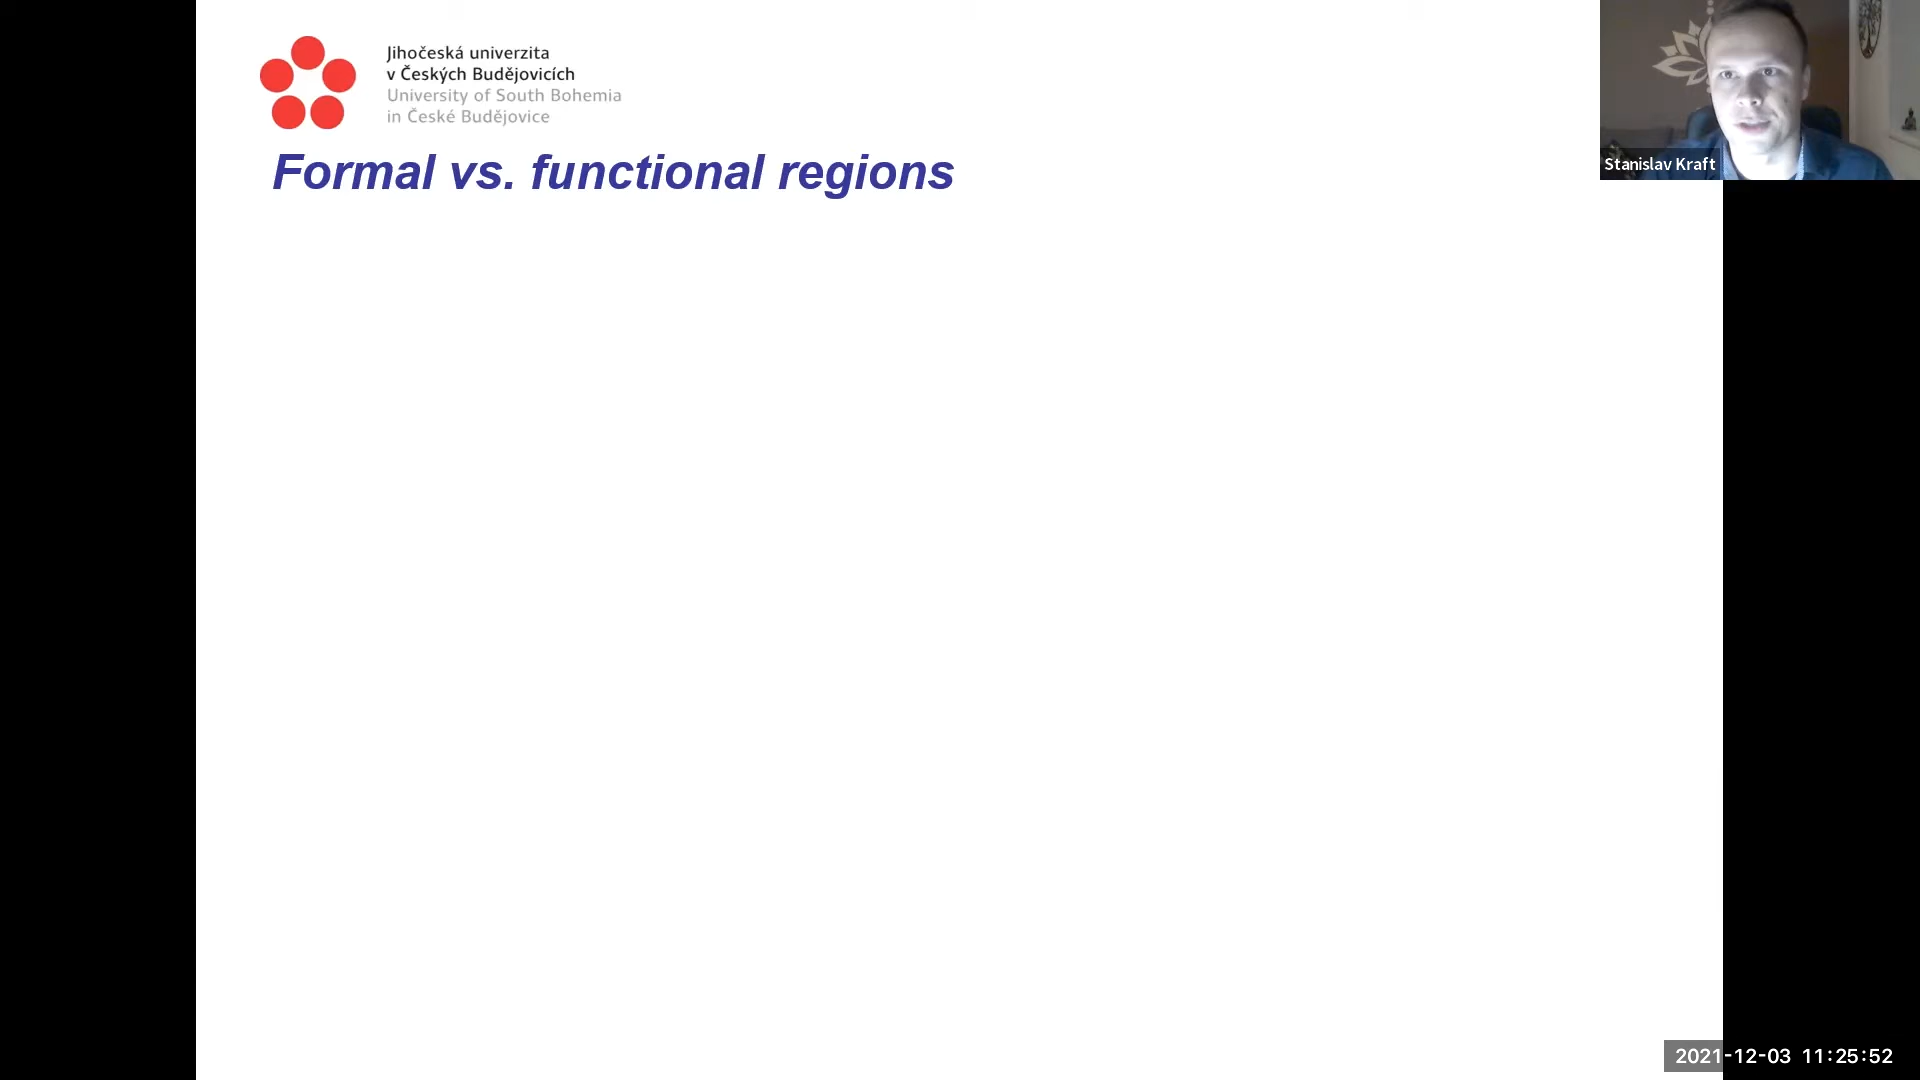 Jihočeská univerzita
v Českých Budějovicích
University of South Bohemia
in České Budějovice
Formal vs. functional regions
Stanislav Kraft
2021-12-03 11:25:52